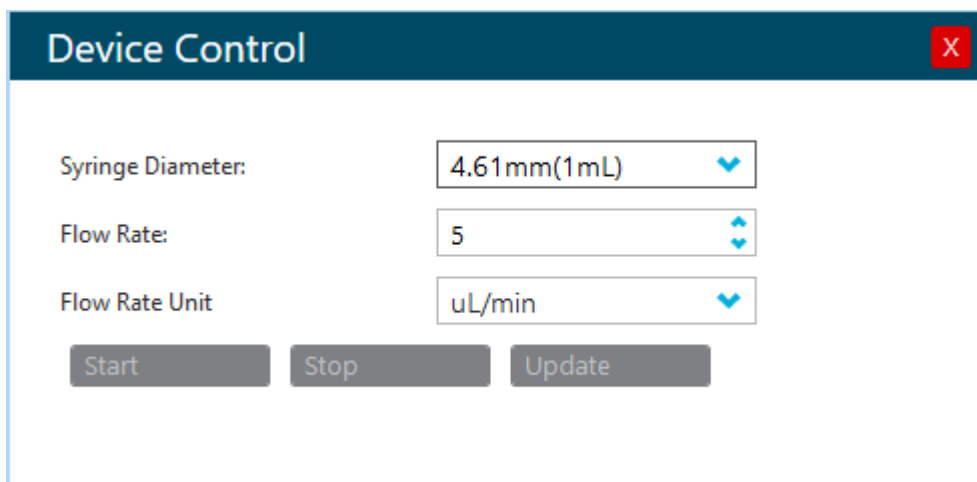 Device Control X
Syringe Diameter: 4.61mm(1mL)
Flow Rate: 5
Flow Rate Unit uL/min
Start Stop Update